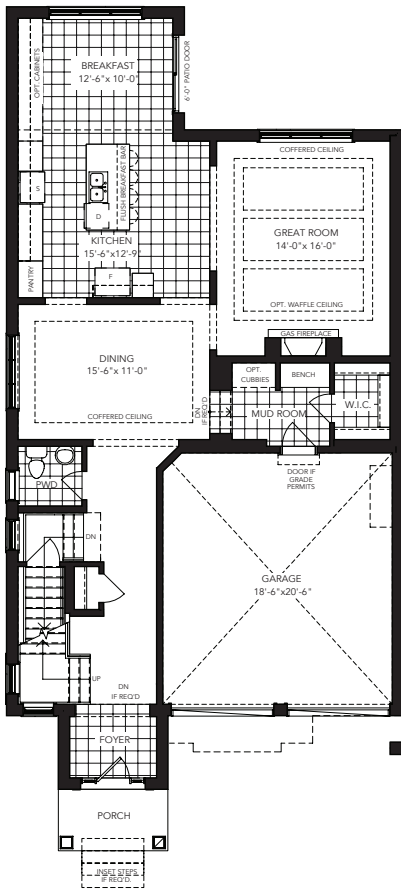 BREAKFAST
12'-6"x 10'-0"
OPT. CABINETS
6'-0" PATIO DOOR
COFFERED CEILING
FLUSH BREAKFAST BAR
S
D
GREAT ROOM
14'-0"x 16'-0"
KITCHEN
15'-6"x12'-9"
PANTRY
F
OPT. WAFFLE CEILING
GAS FIREPLACE
DINING
15'-6"x 11'-0"
COFFERED CEILING
OPT.
CUBBIES
BENCH
DN
IF REQ'D
MUD ROOM
W.I.C.
PWD
DOOR IF
GRADE
PERMITS
DN
GARAGE
18'-6"x20'-6"
UP
DN
IF REQ'D
FOYER
PORCH
INSET STEPS
IF REQ'D.